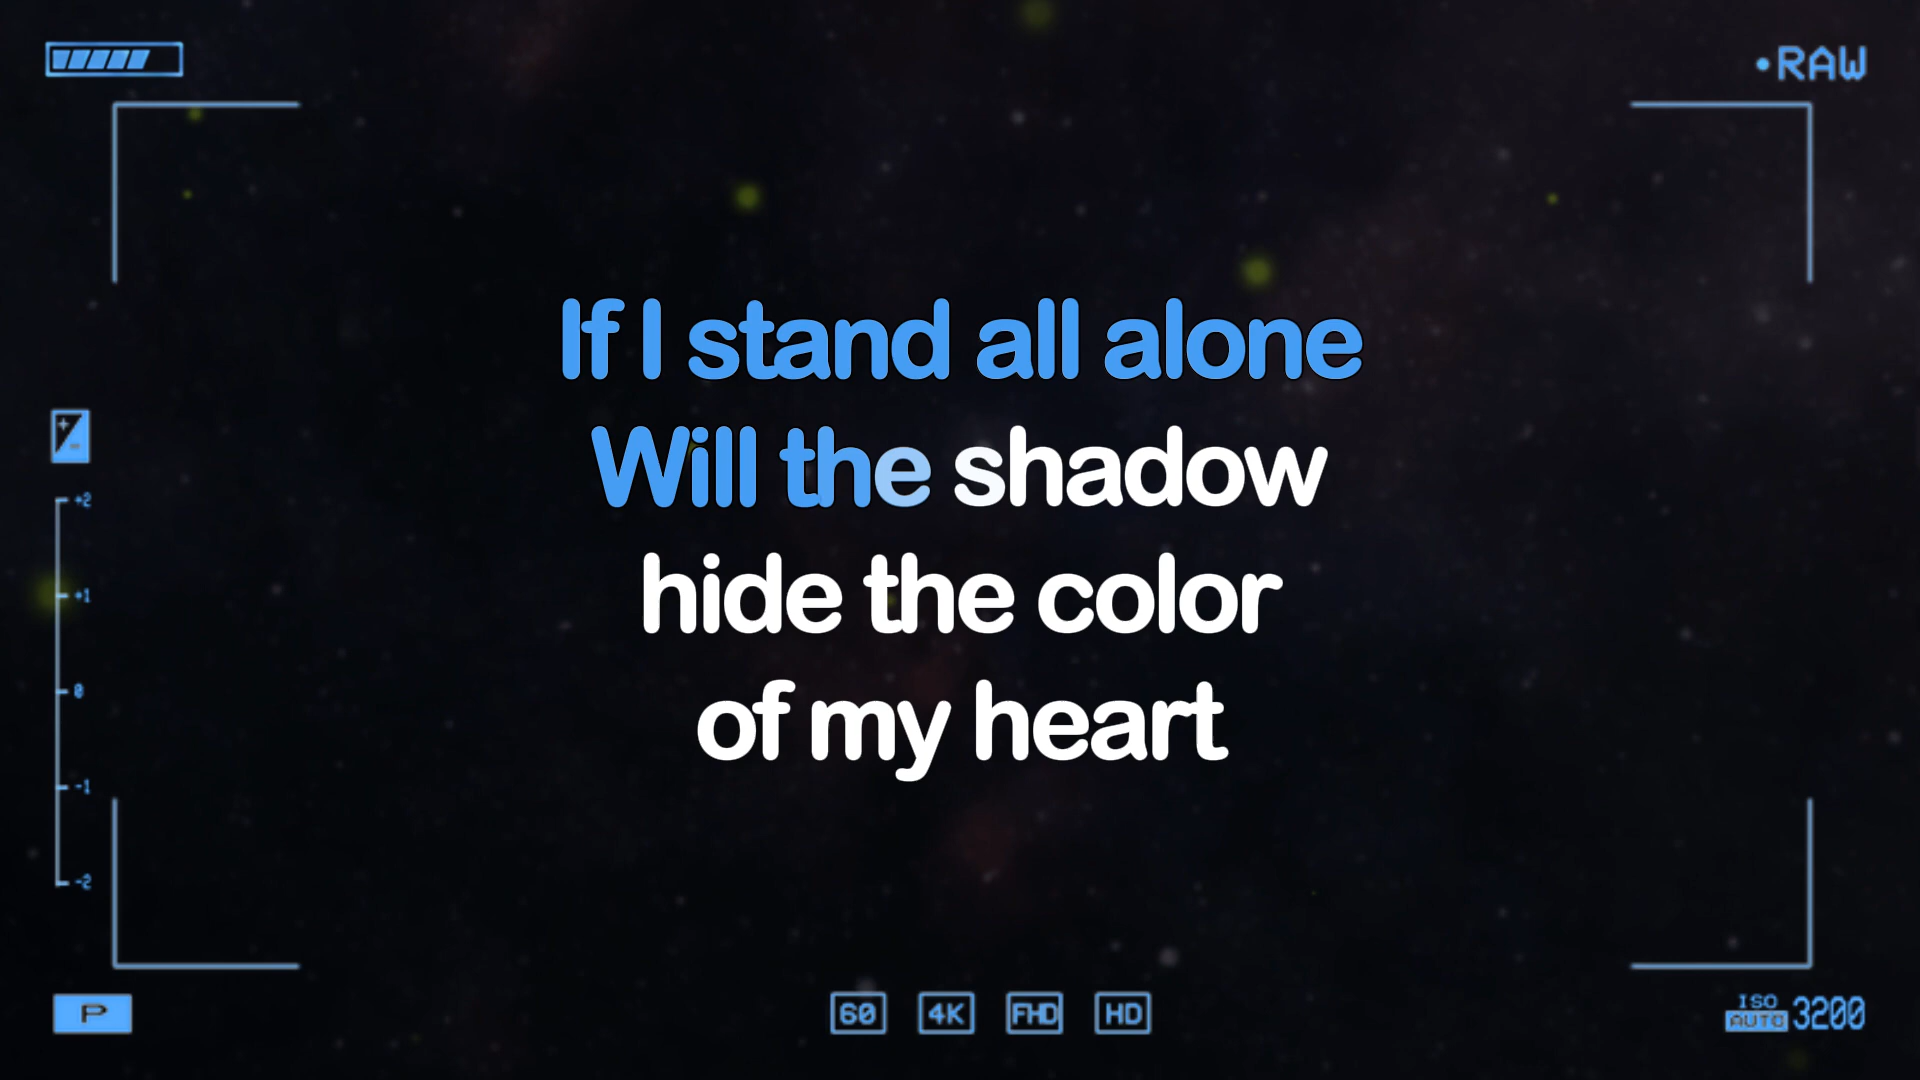 •RAW
If I stand all alone
Will the shadow
hide the color
of my heart
+
-
+2
+1
0
-1
-2
P
60 4K FHD HD
ISO
AUTO 3200